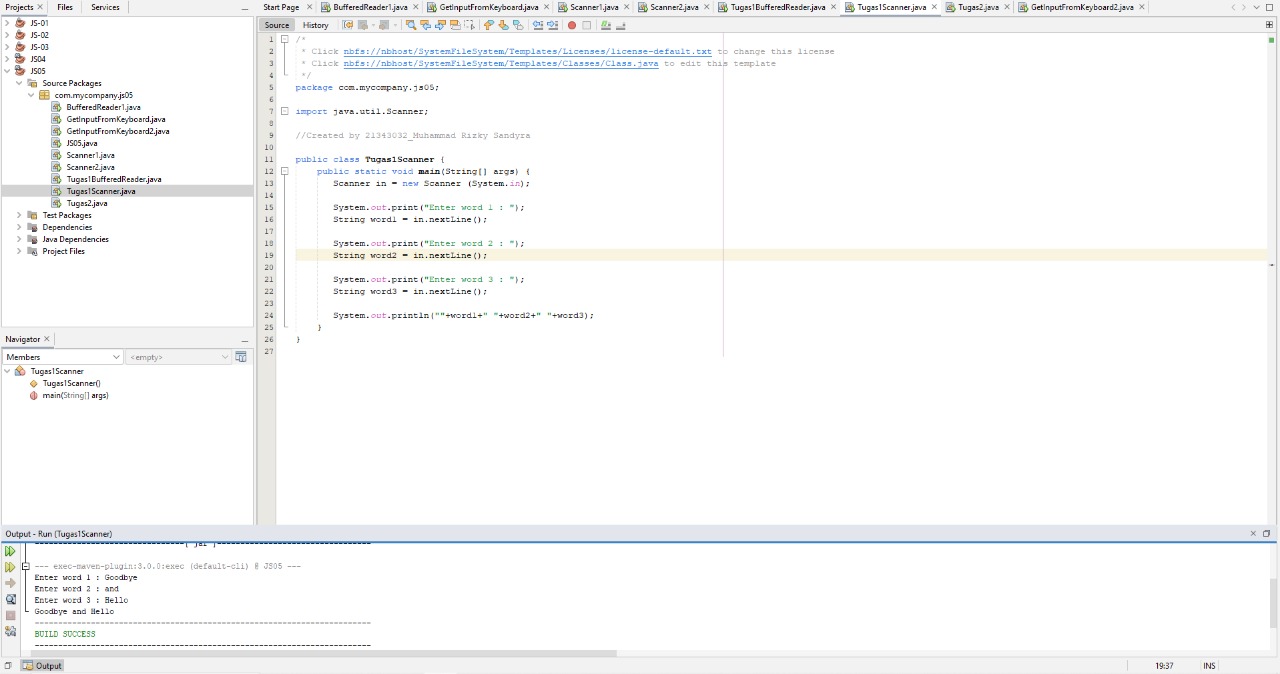 Projects Files Services
JS-01
JS-02
JS-03
JS04
JS05
Source Packages
com.mycompany.js05
BufferedReader1.java
GetInputFromKeyboard.java
GetInputFromKeyboard2.java
JS05.java
Scanner1.java
Scanner2.java
Tugas1BufferedReader.java
Tugas1Scanner.java
Tugas2.java
Test Packages
Dependencies
Java Dependencies
Project Files
Navigator
Members <empty>
Tugas1Scanner
Tugas1Scanner()
main(String[] args)
Start Page BufferedReader1.java GetInputFromKeyboard.java Scanner1.java Scanner2.java Tugas1BufferedReader.java Tugas1Scanner.java Tugas2.java GetInputFromKeyboard2.java
Source History
1 /*
2 * Click nbfs://nbhost/SystemFileSystem/Templates/Licenses/license-default.txt to change this license
3 * Click nbfs://nbhost/SystemFileSystem/Templates/Classes/Class.java to edit this template
4 */
5 package com.mycompany.js05;
6
7 import java.util.Scanner;
8
9 //Created by 21343032_Muhammad Rizky Sandyra
10
11 public class Tugas1Scanner {
12 public static void main(String[] args) {
13 Scanner in = new Scanner (System.in);
14
15 System.out.print("Enter word 1 : ");
16 String word1 = in.nextLine();
17
18 System.out.print("Enter word 2 : ");
19 String word2 = in.nextLine();
20
21 System.out.print("Enter word 3 : ");
22 String word3 = in.nextLine();
23
24 System.out.println(""+word1+" "+word2+" "+word3);
25 }
26 }
27
Output - Run (Tugas1Scanner)
--------------------------------[ jar ]---------------------------------
--- exec-maven-plugin:3.0.0:exec (default-cli) @ JS05 ---
Enter word 1 : Goodbye
Enter word 2 : and
Enter word 3 : Hello
Goodbye and Hello
------------------------------------------------------------------------
BUILD SUCCESS
------------------------------------------------------------------------
Output
19:37 INS